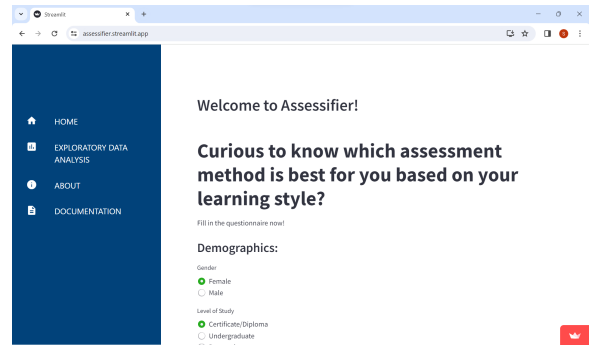 Streamlit
assessifier.streamlit.app
HOME
EXPLORATORY DATA
ANALYSIS
ABOUT
DOCUMENTATION
Welcome to Assessifier!
Curious to know which assessment
method is best for you based on your
learning style?
Fill in the questionnaire now!
Demographics:
Gender
Female
Male
Level of Study
Certificate/Diploma
Undergraduate